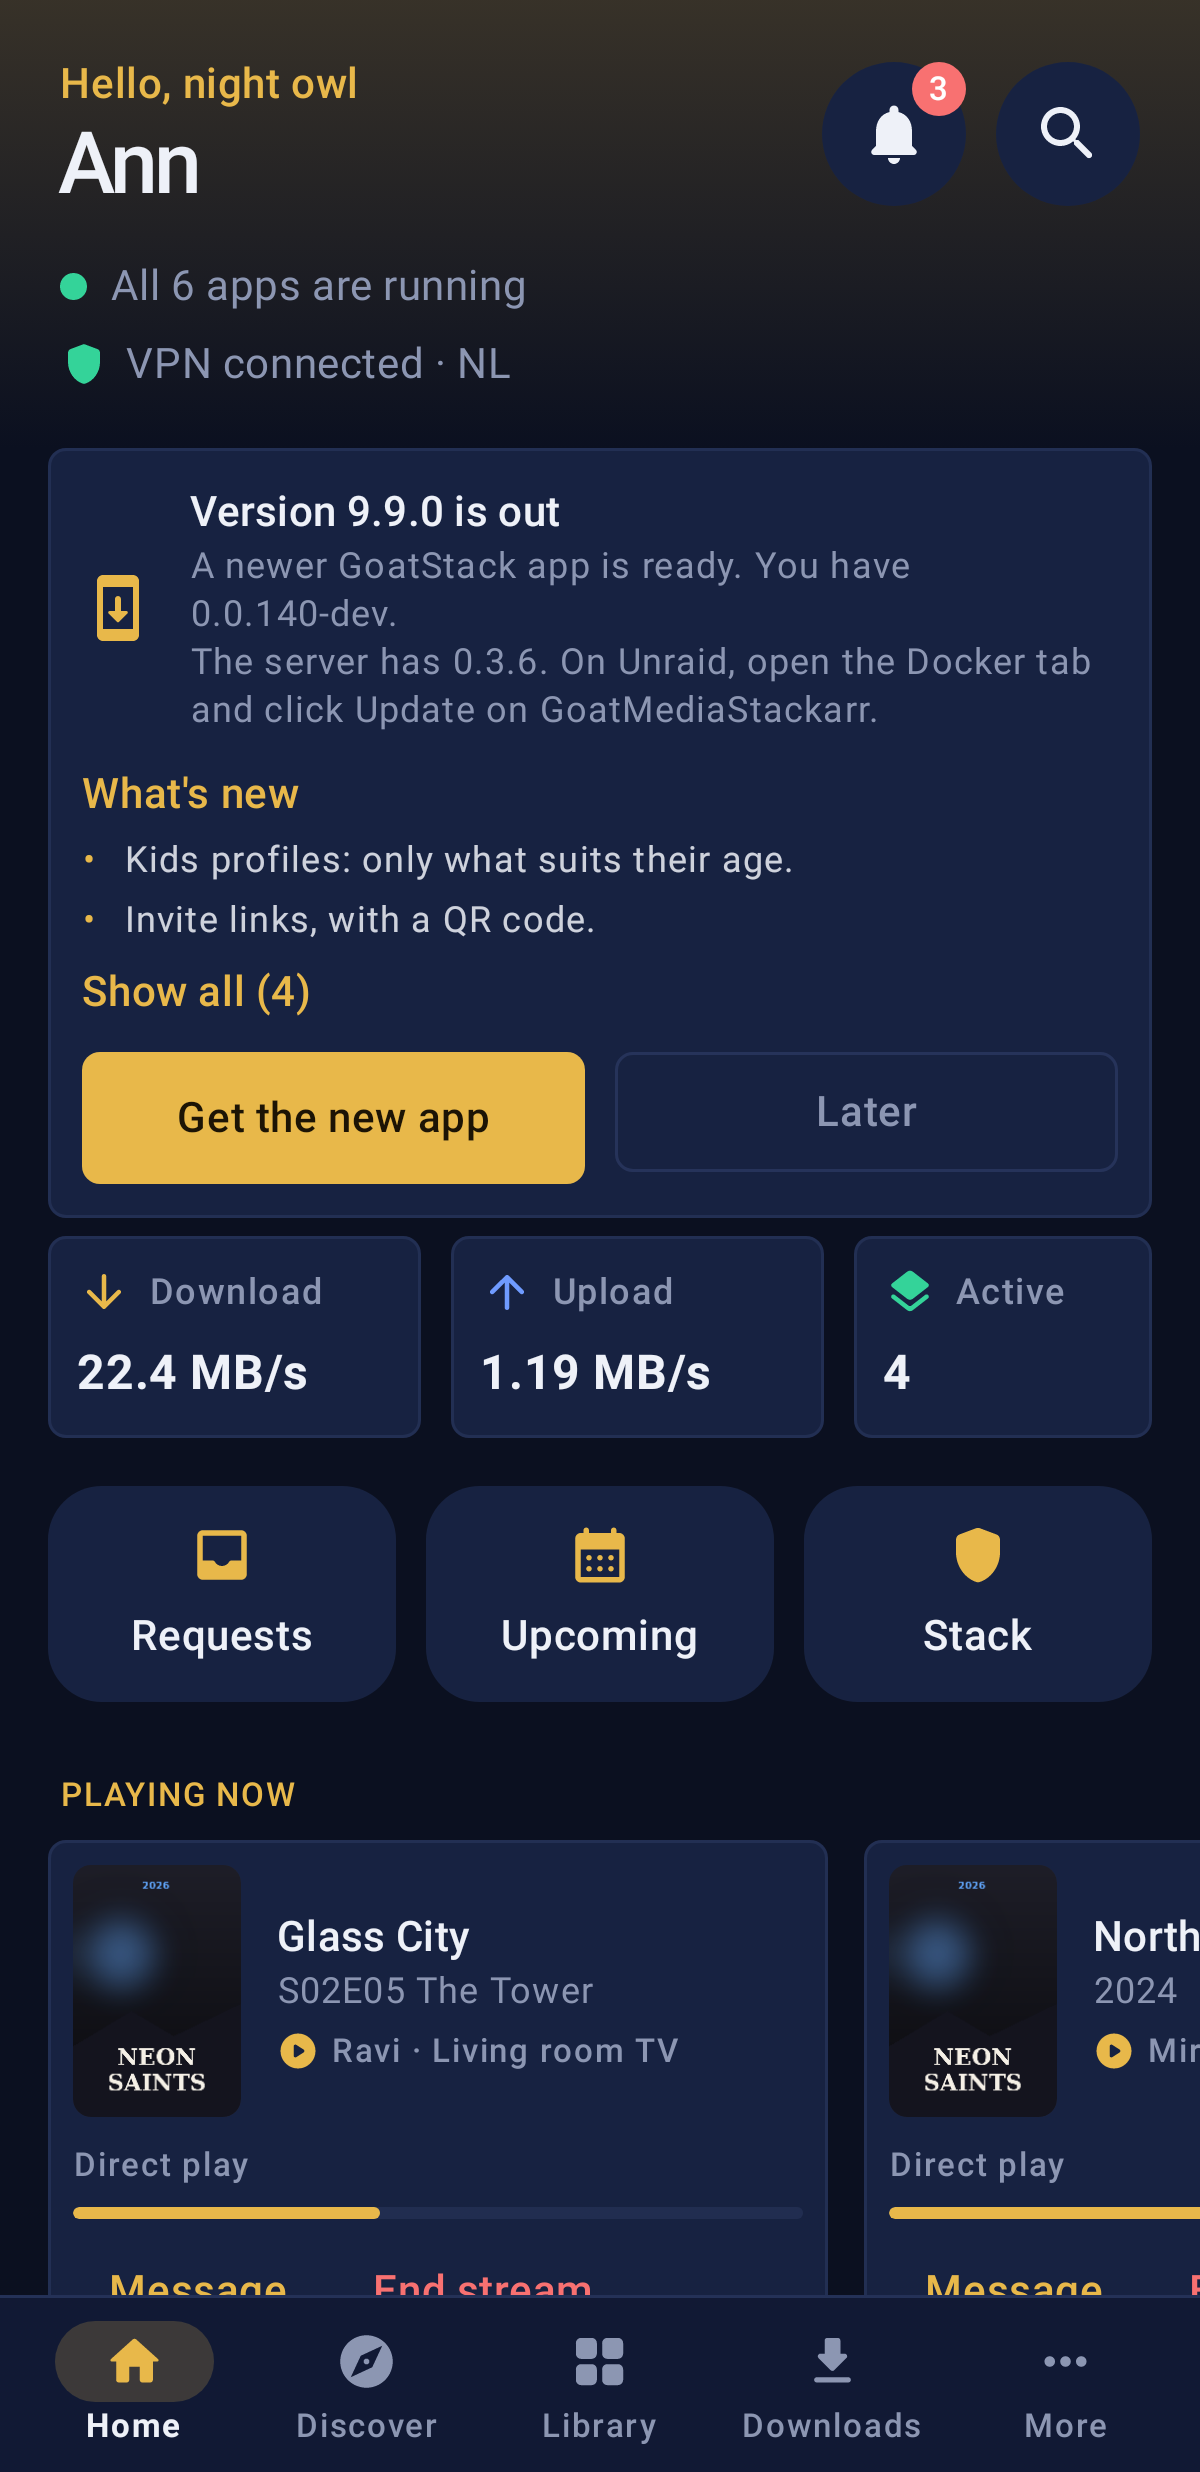 Hello, night owl
Ann
3
All 6 apps are running
VPN connected · NL
Version 9.9.0 is out
A newer GoatStack app is ready. You have
0.0.140-dev.
The server has 0.3.6. On Unraid, open the Docker tab
and click Update on GoatMediaStackarr.
What's new
• Kids profiles: only what suits their age.
• Invite links, with a QR code.
Show all (4)
Get the new app
Later
Download
22.4 MB/s
Upload
1.19 MB/s
Active
4
Requests
Upcoming
Stack
PLAYING NOW
2026
NEON
SAINTS
Glass City
S02E05 The Tower
Ravi · Living room TV
Direct play
Message
End stream
2026
NEON
SAINTS
North
2024
Direct play
Message
Home
Discover
Library
Downloads
More